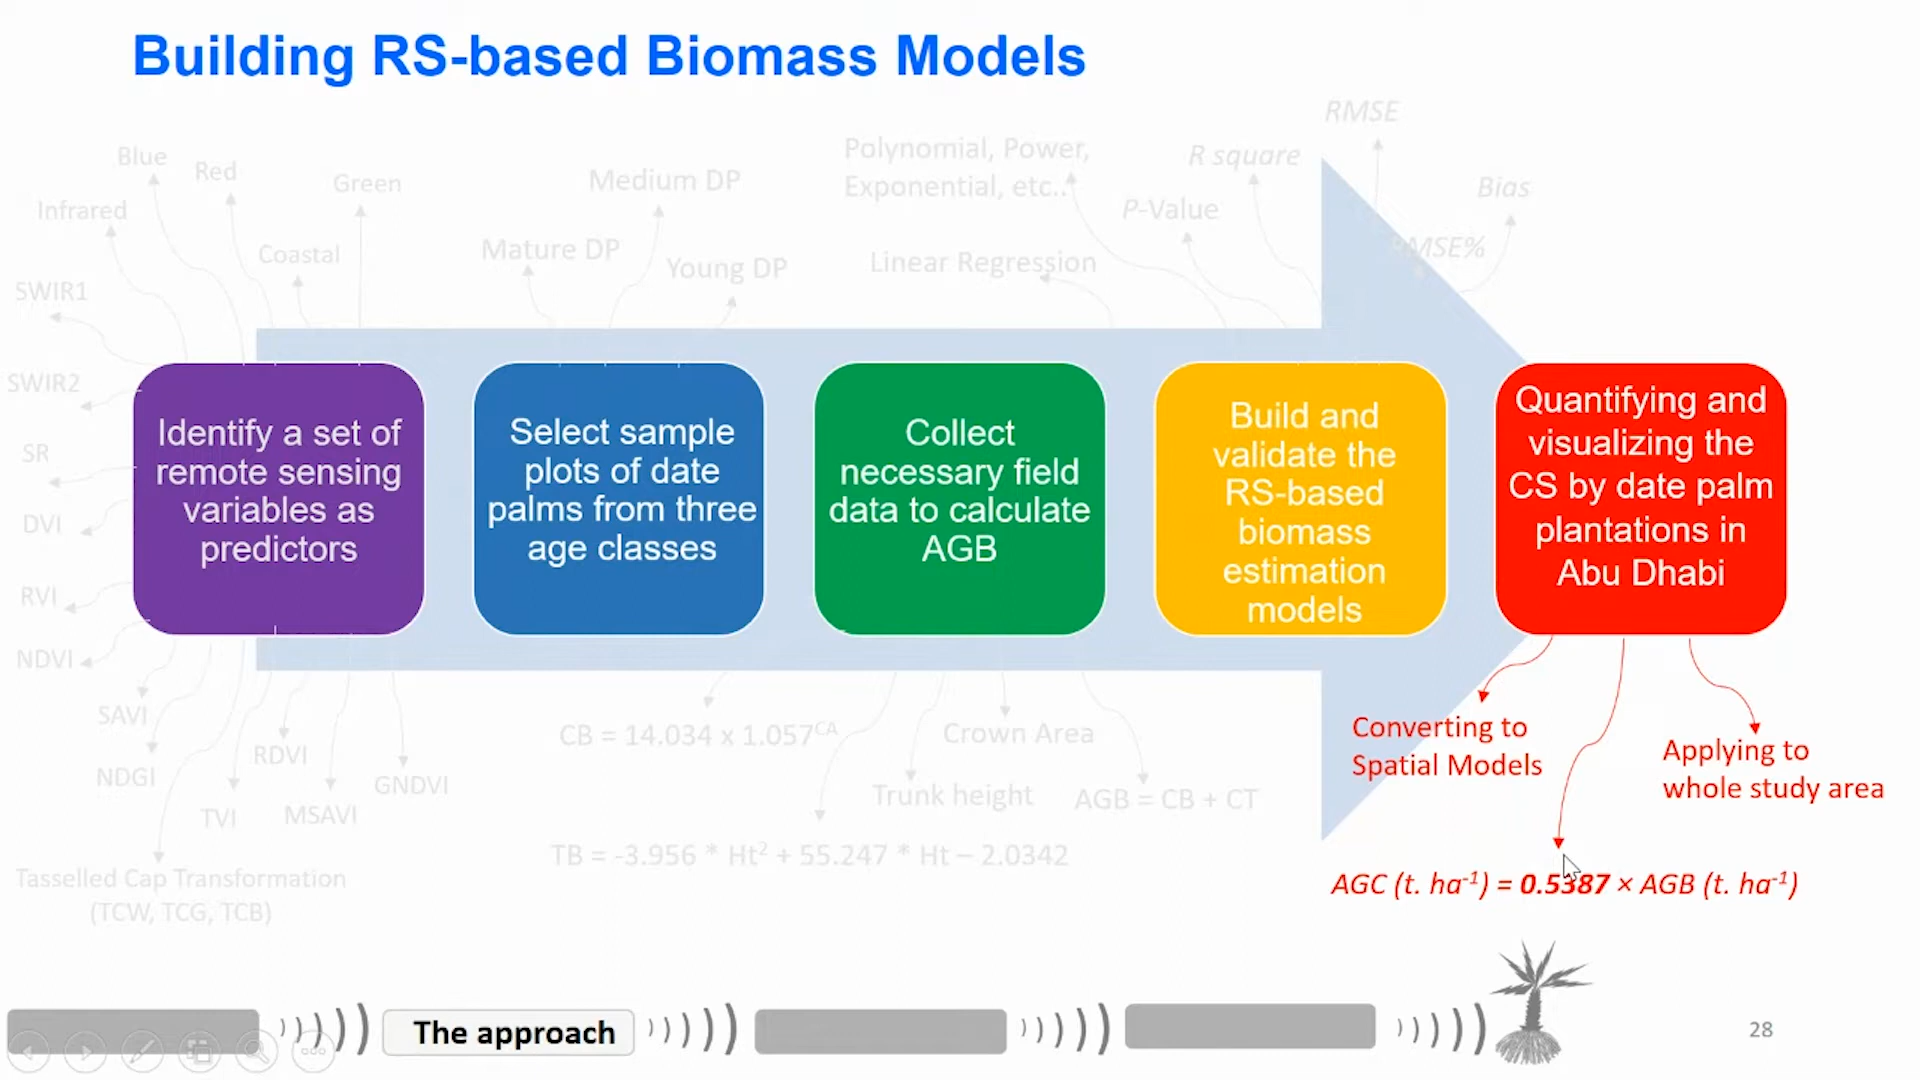 Building RS-based Biomass Models
Blue
Red
Green
Infrared
Coastal
SWIR1
SWIR2
SR
DVI
RVI
NDVI
SAVI
NDGI
TVI
RDVI
MSAVI
GNDVI
Tasselled Cap Transformation
(TCW, TCG, TCB)
Identify a set of
remote sensing
variables as
predictors
Medium DP
Mature DP
Young DP
Select sample
plots of date
palms from three
age classes
Polynomial, Power,
Exponential, etc..
Linear Regression
Collect
necessary field
data to calculate
AGB
CB = 14.034 x 1.057^CA
Crown Area
Trunk height
AGB = CB + CT
TB = -3.956 * Ht² + 55.247 * Ht – 2.0342
P-Value
R square
RMSE
RMSE%
Bias
Build and
validate the
RS-based
biomass
estimation
models
Quantifying and
visualizing the
CS by date palm
plantations in
Abu Dhabi
Converting to
Spatial Models
Applying to
whole study area
AGC (t. ha⁻¹) = 0.5387 × AGB (t. ha⁻¹)
The approach
28